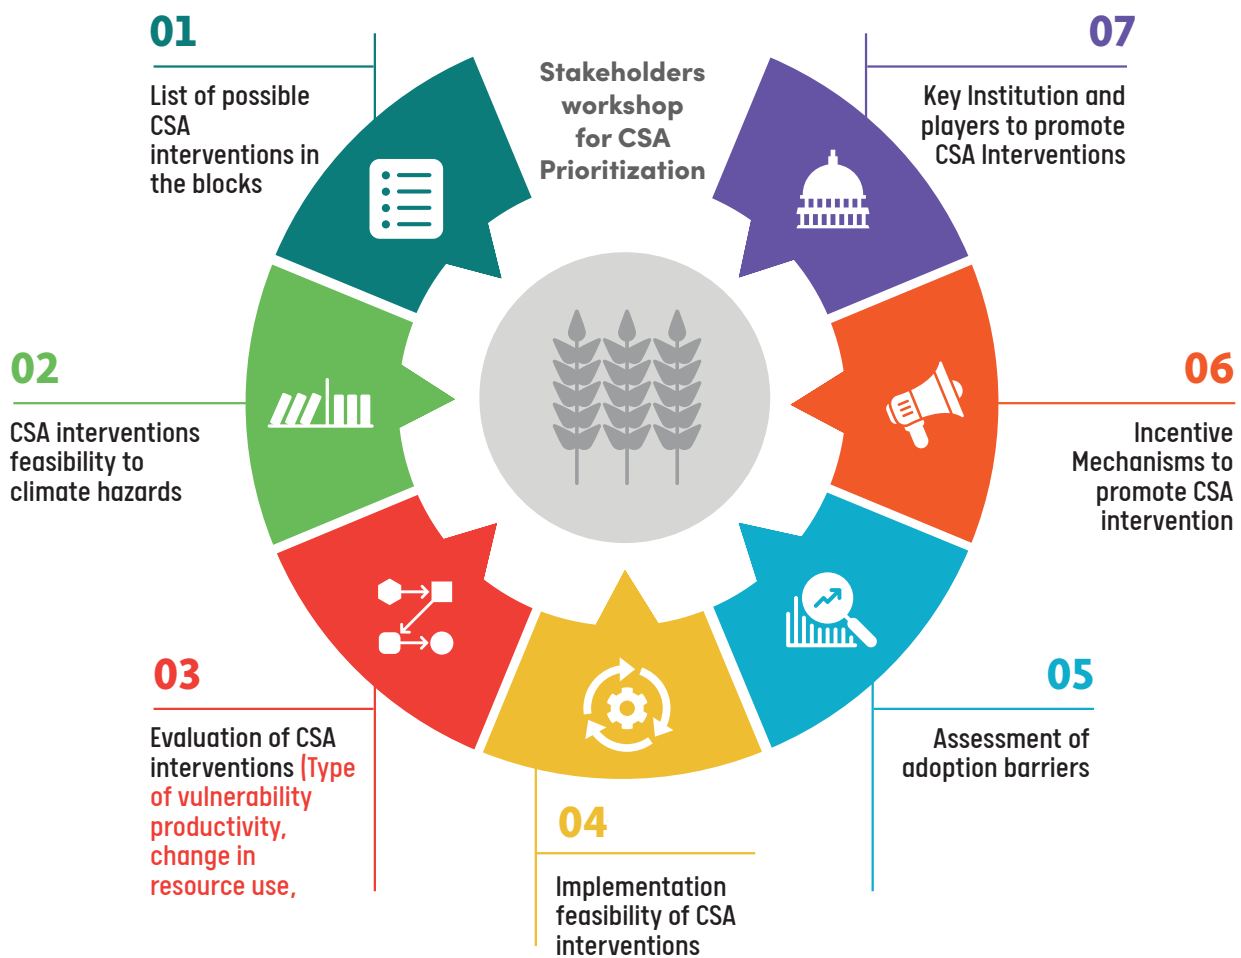 Stakeholders
workshop
for CSA
Prioritization
01
List of possible
CSA
interventions in
the blocks
02
CSA interventions
feasibility to
climate hazards
03
Evaluation of CSA
interventions (Type
of vulnerability
productivity,
change in
resource use,
04
Implementation
feasibility of CSA
interventions
05
Assessment of
adoption barriers
06
Incentive
Mechanisms to
promote CSA
intervention
07
Key Institution and
players to promote
CSA Interventions